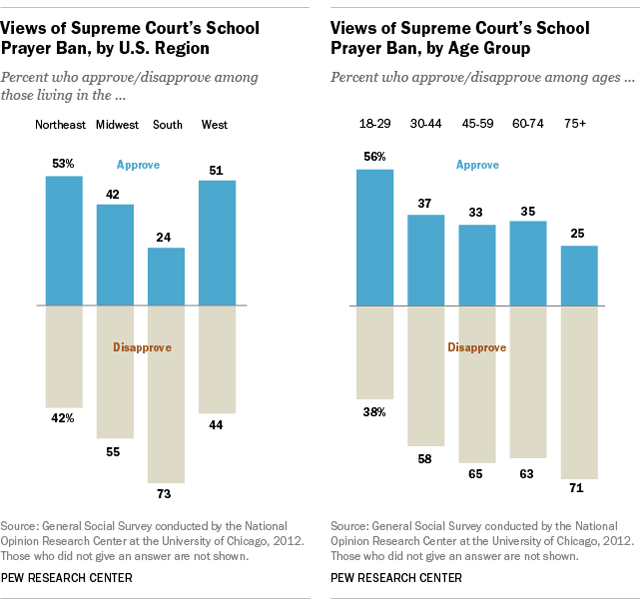 Views of Supreme Court's School
Prayer Ban, by U.S. Region
Percent who approve/disapprove among
those living in the ...
Northeast Midwest South West
53% 42 24 51
Approve
Disapprove
42% 55 73 44
Source: General Social Survey conducted by the National
Opinion Research Center at the University of Chicago, 2012.
Those who did not give an answer are not shown.
PEW RESEARCH CENTER
Views of Supreme Court's School
Prayer Ban, by Age Group
Percent who approve/disapprove among ages ...
18-29 30-44 45-59 60-74 75+
56% 37 33 35 25
Approve
Disapprove
38% 58 65 63 71
Source: General Social Survey conducted by the National
Opinion Research Center at the University of Chicago, 2012.
Those who did not give an answer are not shown.
PEW RESEARCH CENTER